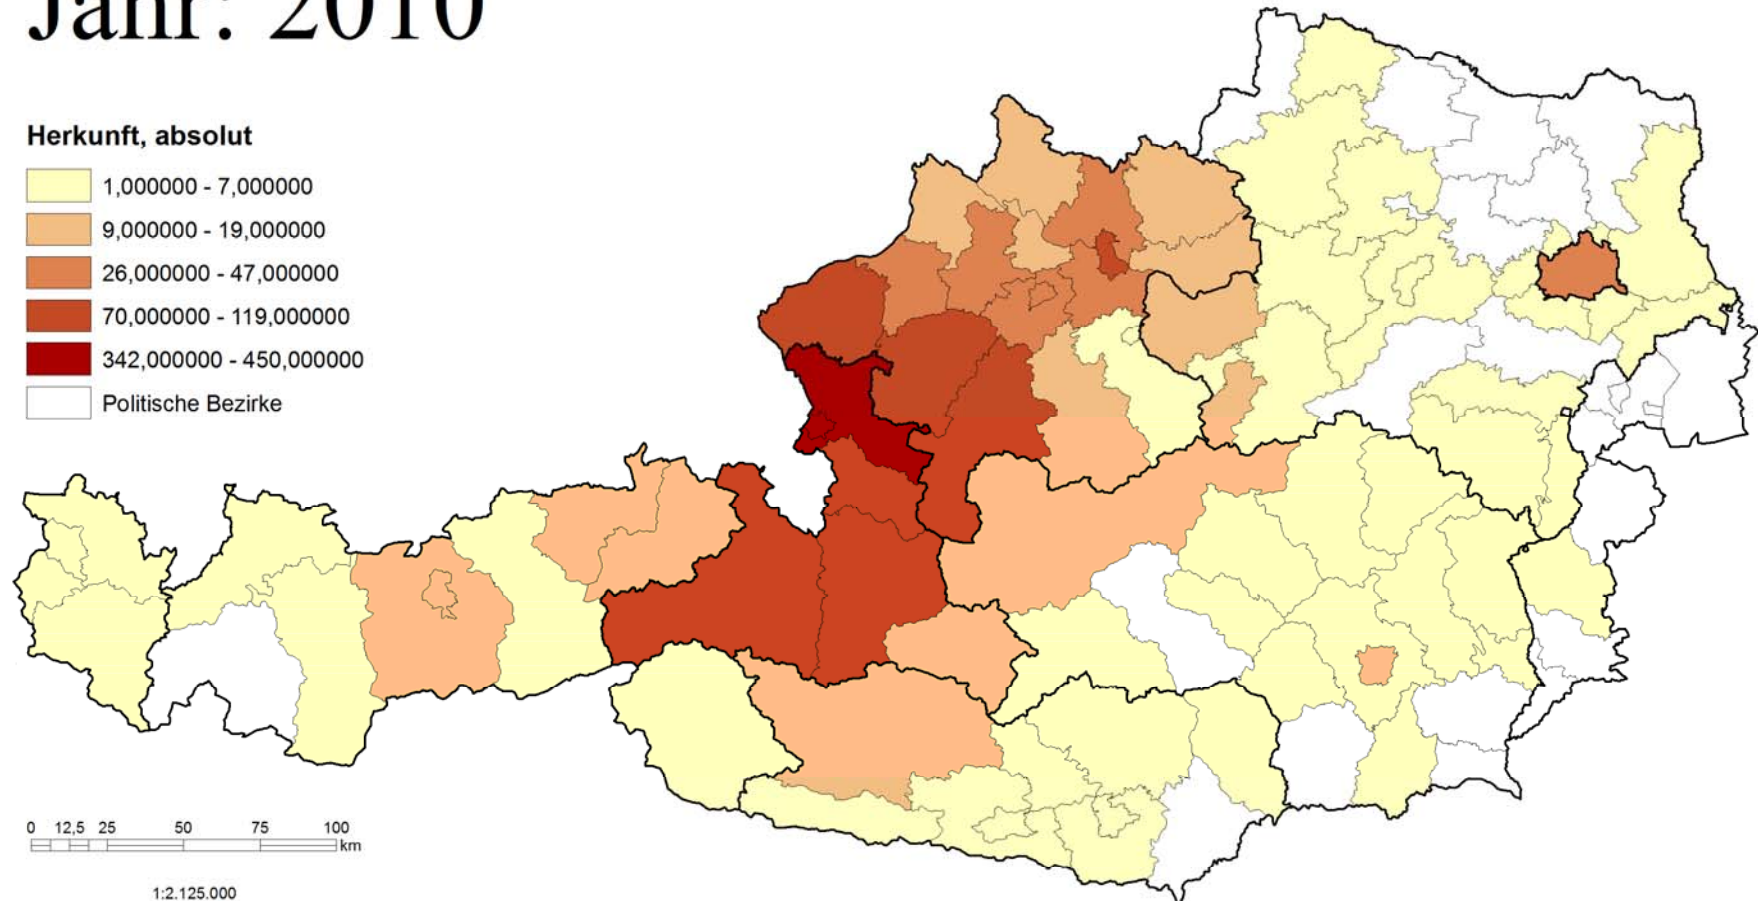 Jahr: 2010
Herkunft, absolut
1,000000 - 7,000000
9,000000 - 19,000000
26,000000 - 47,000000
70,000000 - 119,000000
342,000000 - 450,000000
Politische Bezirke
0 12,5 25 50 75 100
km
1:2.125.000